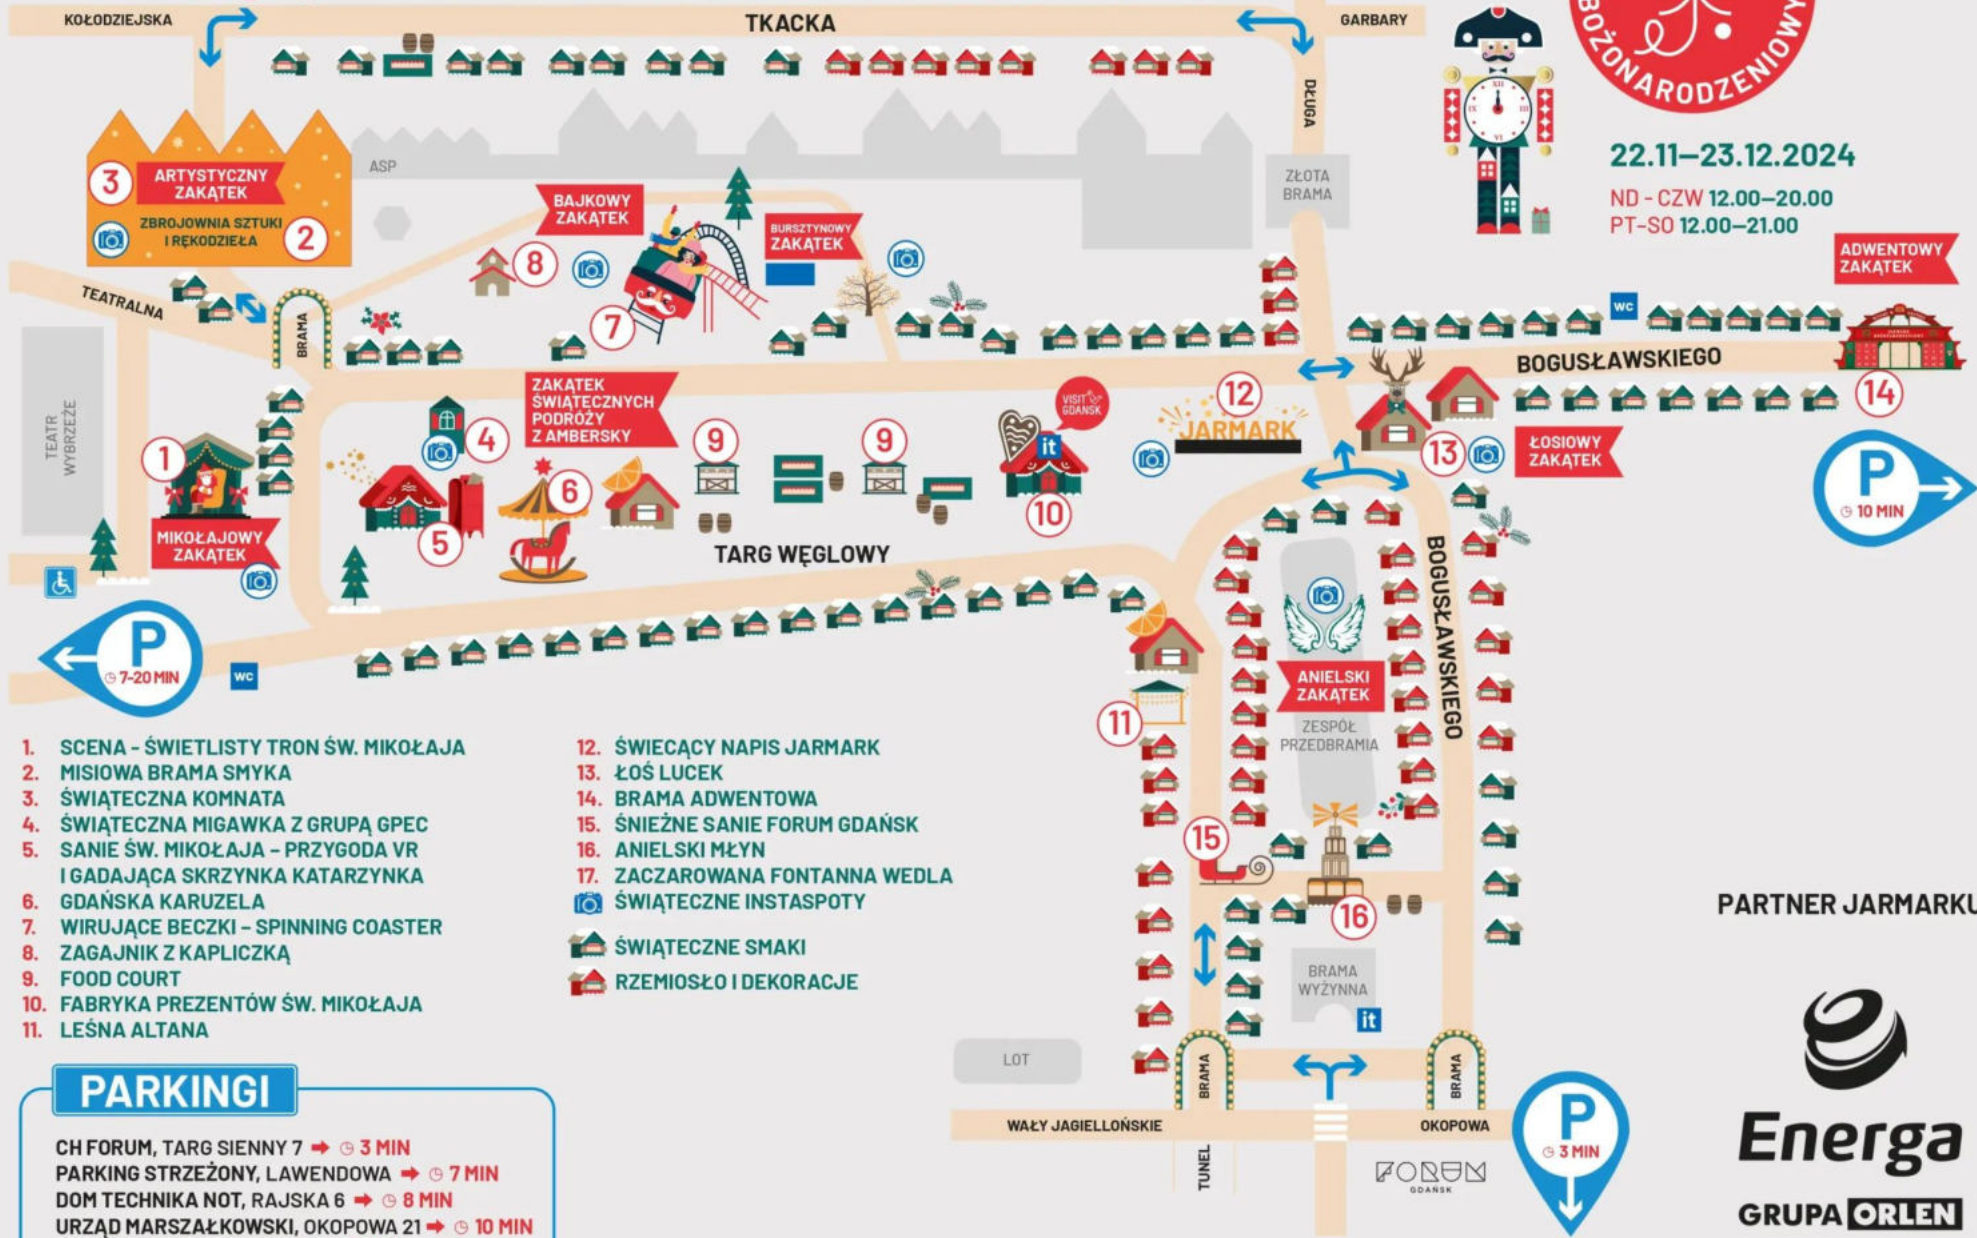 KOŁODZIEJSKA
TKACKA
GARBARY
BOŻONARODZENIOWY
DŁUGA
22.11–23.12.2024
ND - CZW 12.00–20.00
PT-SO 12.00–21.00
ASP
ZŁOTA
BRAMA
3
ARTYSTYCZNY
ZAKĄTEK
ZBROJOWNIA SZTUKI
I RĘKODZIEŁA
2
BAJKOWY
ZAKĄTEK
BURSZTYNOWY
ZAKĄTEK
8
7
ADWENTOWY
ZAKĄTEK
TEATRALNA
BRAMA
WC
BOGUSŁAWSKIEGO
14
TEATR
WYBRZEŻE
1
MIKOŁAJOWY
ZAKĄTEK
ZAKĄTEK
ŚWIĄTECZNYCH
PODRÓŻY
Z AMBERSKY
4
5
6
9
9
VISIT
GDAŃSK
it
10
12
JARMARK
13
ŁOSIOWY
ZAKĄTEK
P
10 MIN
TARG WĘGLOWY
BOGUSŁAWSKIEGO
P
7-20 MIN
WC
11
ANIELSKI
ZAKĄTEK
ZESPÓŁ
PRZEDBRAMIA
15
16
BRAMA
WYŻYNNA
it
LOT
BRAMA
BRAMA
WAŁY JAGIELLOŃSKIE
OKOPOWA
TUNEL
FORUM
GDAŃSK
P
3 MIN
1. SCENA - ŚWIETLISTY TRON ŚW. MIKOŁAJA
2. MISIOWA BRAMA SMYKA
3. ŚWIĄTECZNA KOMNATA
4. ŚWIĄTECZNA MIGAWKA Z GRUPĄ GPEC
5. SANIE ŚW. MIKOŁAJA – PRZYGODA VR
I GADAJĄCA SKRZYNKA KATARZYNKA
6. GDAŃSKA KARUZELA
7. WIRUJĄCE BECZKI – SPINNING COASTER
8. ZAGAJNIK Z KAPLICZKĄ
9. FOOD COURT
10. FABRYKA PREZENTÓW ŚW. MIKOŁAJA
11. LEŚNA ALTANA
12. ŚWIECĄCY NAPIS JARMARK
13. ŁOŚ LUCEK
14. BRAMA ADWENTOWA
15. ŚNIEŻNE SANIE FORUM GDAŃSK
16. ANIELSKI MŁYN
17. ZACZAROWANA FONTANNA WEDLA
ŚWIĄTECZNE INSTASPOTY
ŚWIĄTECZNE SMAKI
RZEMIOSŁO I DEKORACJE
PARKINGI
CH FORUM, TARG SIENNY 7 3 MIN
PARKING STRZEŻONY, LAWENDOWA 7 MIN
DOM TECHNIKA NOT, RAJSKA 6 8 MIN
URZĄD MARSZAŁKOWSKI, OKOPOWA 21 10 MIN
PARTNER JARMARKU
Energa
GRUPA ORLEN